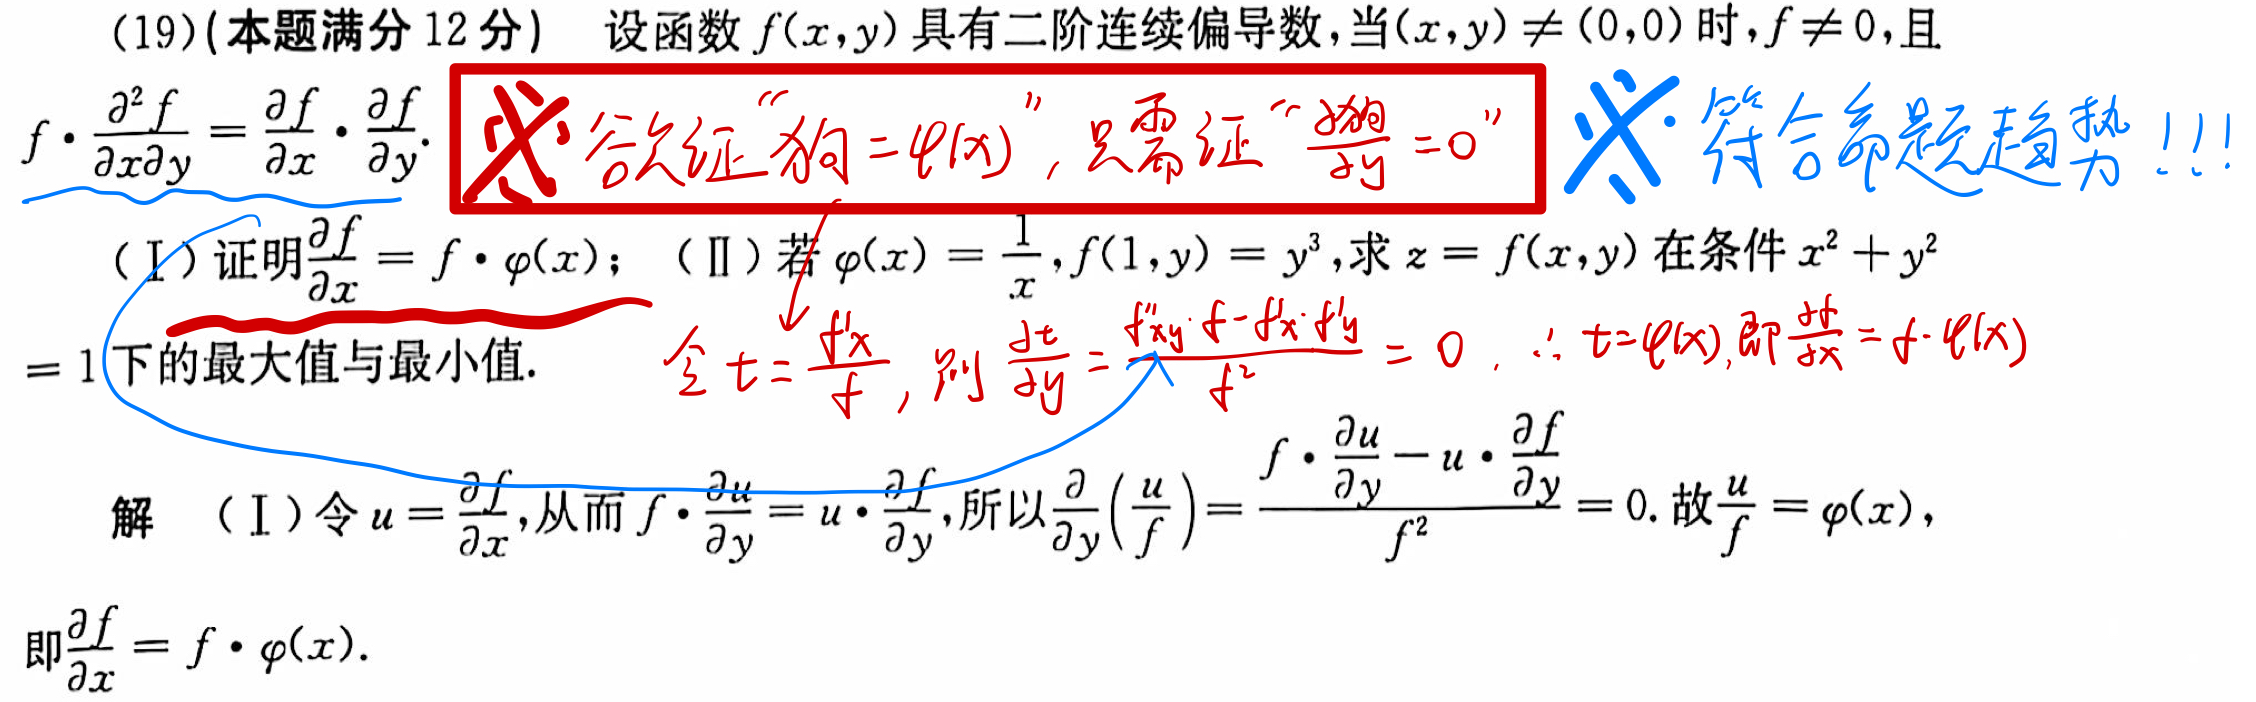 (19)(本题满分 12 分) 设函数 f(x,y) 具有二阶连续偏导数,当(x,y) ≠ (0,0) 时,f ≠ 0,且
f · ∂²f/∂x∂y = ∂f/∂x · ∂f/∂y.
※ 欲证“狗=φ(x)”,只需证“∂狗/∂y=0”
※ 符合命题趋势!!!
(Ⅰ) 证明 ∂f/∂x = f · φ(x); (Ⅱ) 若 φ(x) = 1/x, f(1,y) = y³,求 z = f(x,y) 在条件 x² + y²
= 1 下的最大值与最小值.
令 t = f'x/f, 则 ∂t/∂y = (f''xy·f − f'x·f'y)/f² = 0, ∴ t=φ(x),即 ∂f/∂x = f·φ(x)
解 (Ⅰ) 令 u = ∂f/∂x,从而 f · ∂u/∂y = u · ∂f/∂y,所以 ∂/∂y(u/f) = (f · ∂u/∂y − u · ∂f/∂y)/f² = 0. 故 u/f = φ(x),
即 ∂f/∂x = f · φ(x).